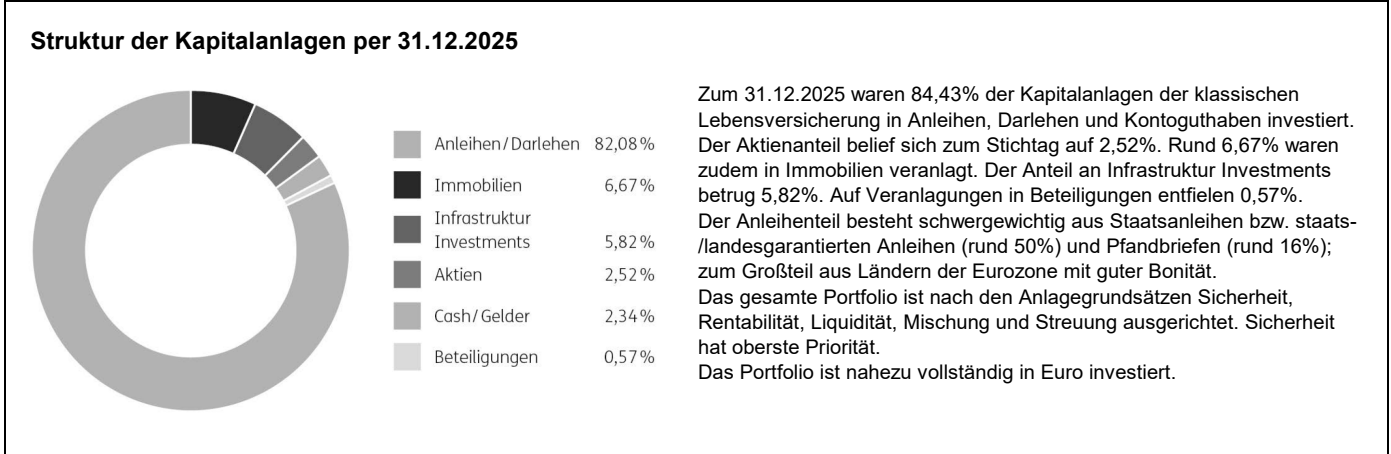 Struktur der Kapitalanlagen per 31.12.2025
Anleihen/Darlehen 82,08%
Immobilien 6,67%
Infrastruktur
Investments 5,82%
Aktien 2,52%
Cash/Gelder 2,34%
Beteiligungen 0,57%
Zum 31.12.2025 waren 84,43% der Kapitalanlagen der klassischen
Lebensversicherung in Anleihen, Darlehen und Kontoguthaben investiert.
Der Aktienanteil belief sich zum Stichtag auf 2,52%. Rund 6,67% waren
zudem in Immobilien veranlagt. Der Anteil an Infrastruktur Investments
betrug 5,82%. Auf Veranlagungen in Beteiligungen entfielen 0,57%.
Der Anleihenteil besteht schwergewichtig aus Staatsanleihen bzw. staats-
/landesgarantierten Anleihen (rund 50%) und Pfandbriefen (rund 16%);
zum Großteil aus Ländern der Eurozone mit guter Bonität.
Das gesamte Portfolio ist nach den Anlagegrundsätzen Sicherheit,
Rentabilität, Liquidität, Mischung und Streuung ausgerichtet. Sicherheit
hat oberste Priorität.
Das Portfolio ist nahezu vollständig in Euro investiert.